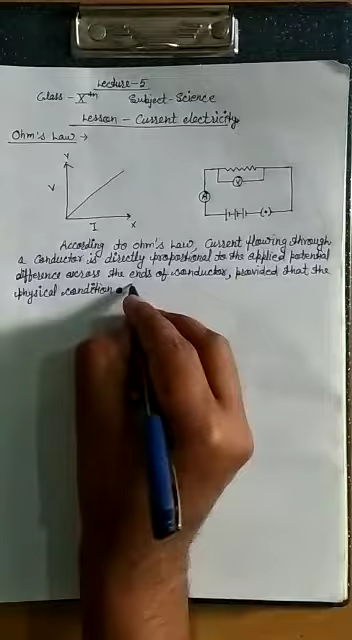 Lecture-5
Class - Xth Subject-Science
Lesson - Current electricity
Ohm's Law →
Y
V
I
X
V
A
According to ohm's Law, Current flowing through
a Conductor is directly proportional to the applied potential
difference across the ends of conductor, provided that the
physical condition